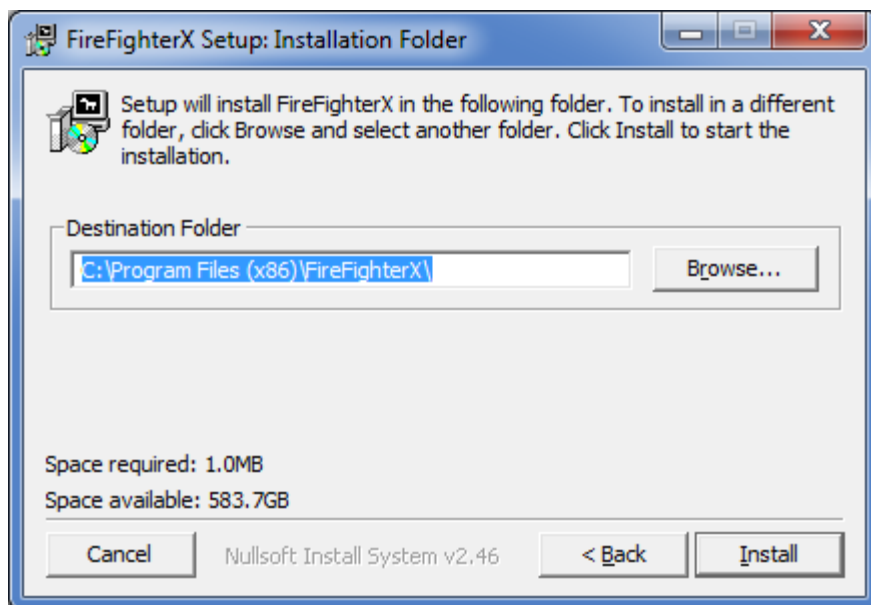 FireFighterX Setup: Installation Folder
Setup will install FireFighterX in the following folder. To install in a different
folder, click Browse and select another folder. Click Install to start the
installation.
Destination Folder
C:\Program Files (x86)\FireFighterX\
Browse...
Space required: 1.0MB
Space available: 583.7GB
Cancel
Nullsoft Install System v2.46
< Back
Install